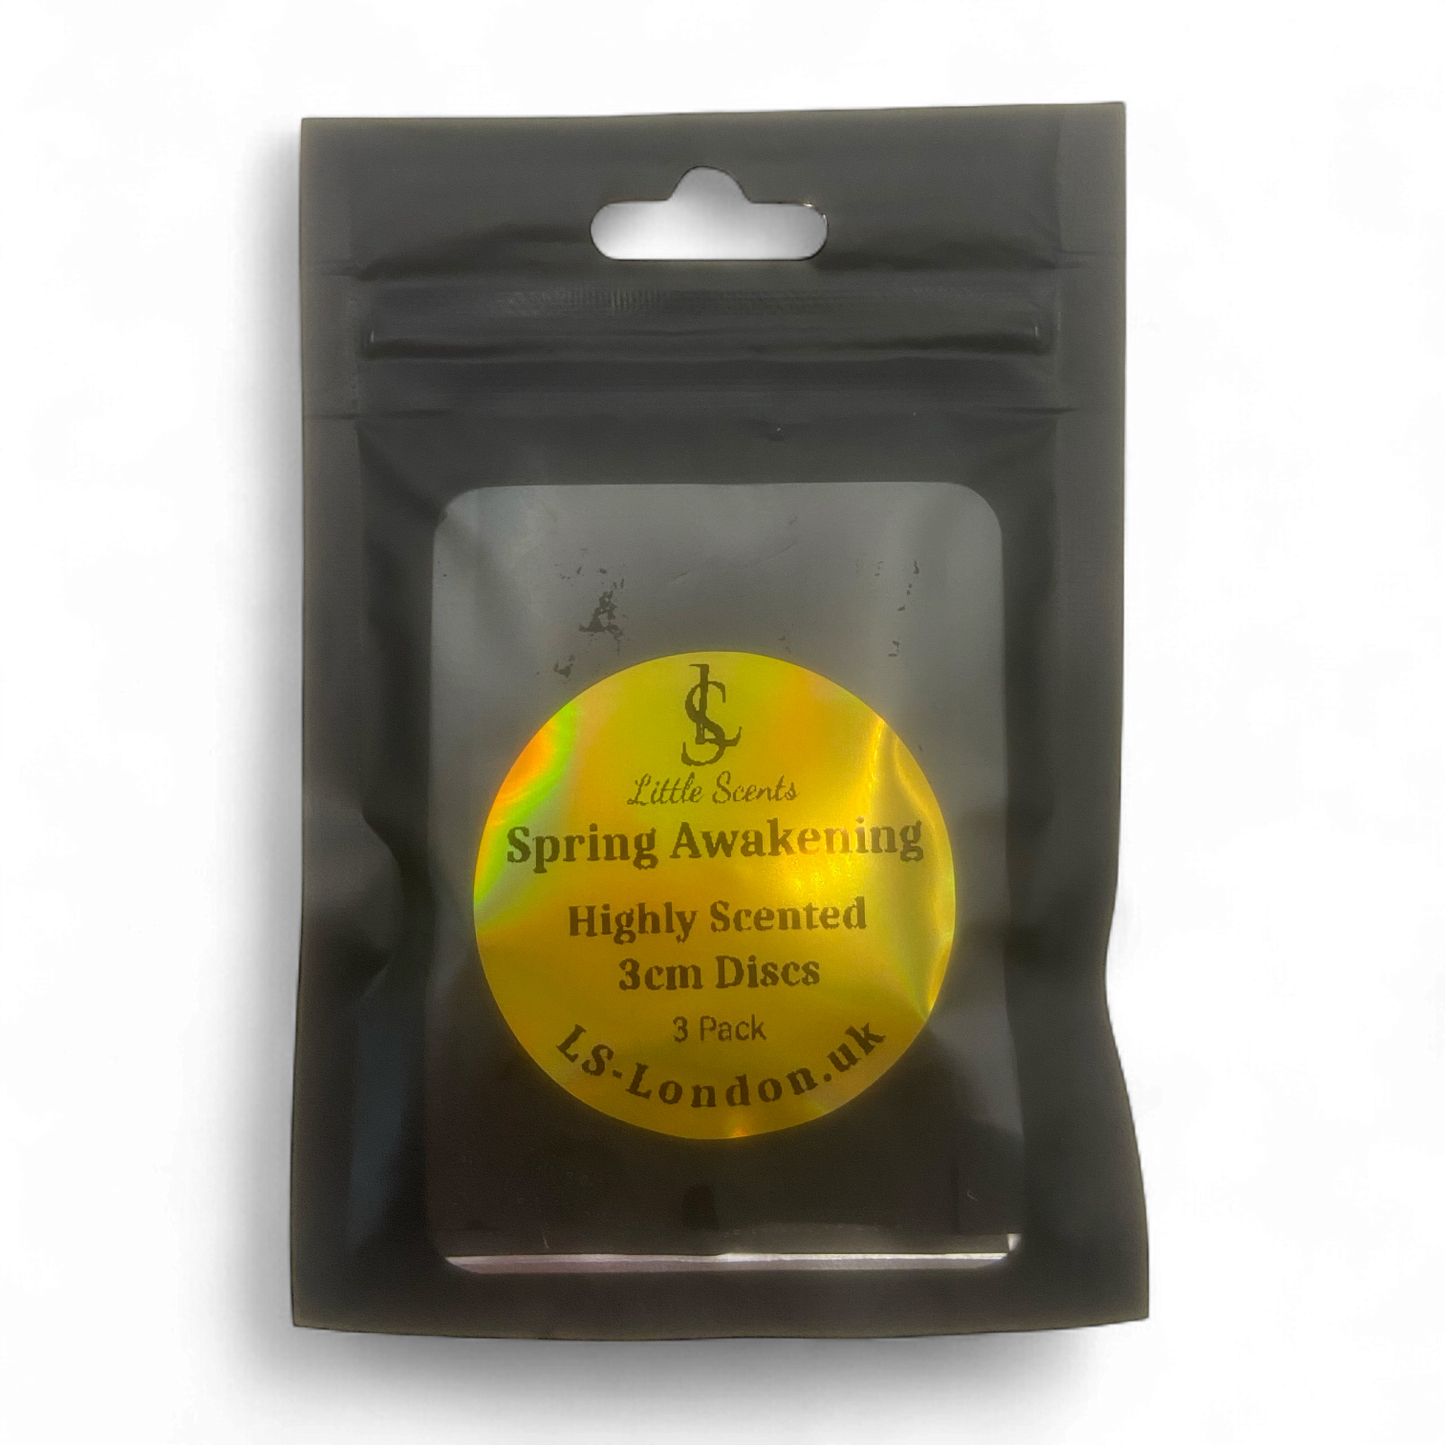 LS
Little Scents
Spring Awakening
Highly Scented
3cm Discs
3 Pack
LS-London.uk